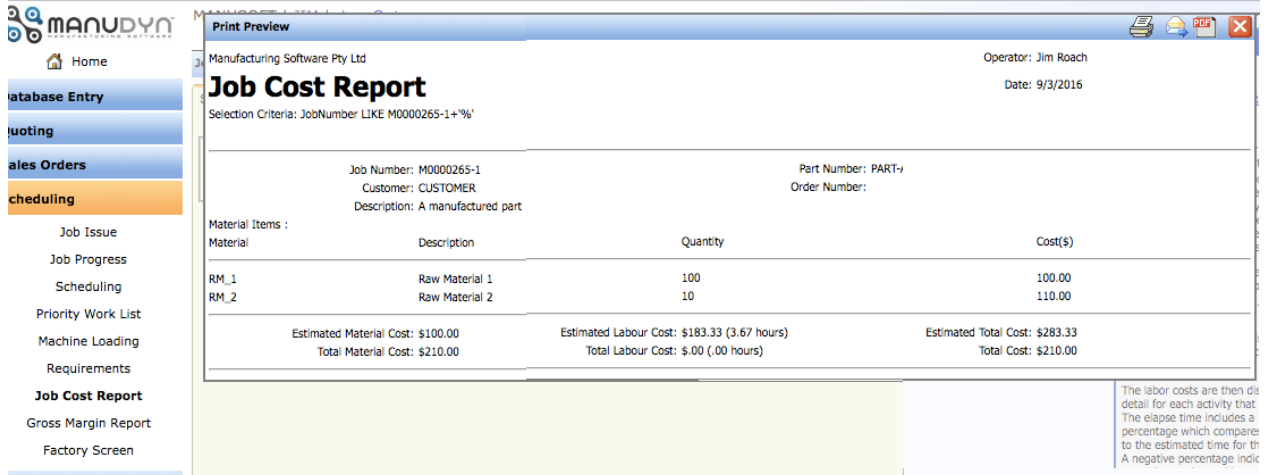 MANUDYN
MANUFACTURING SOFTWARE
Home
atabase Entry
uoting
ales Orders
cheduling
Job Issue
Job Progress
Scheduling
Priority Work List
Machine Loading
Requirements
Job Cost Report
Gross Margin Report
Factory Screen
Print Preview
PDF
Manufacturing Software Pty Ltd
Operator: Jim Roach
Job Cost Report
Date: 9/3/2016
Selection Criteria: JobNumber LIKE M0000265-1+'%'
Job Number: M0000265-1
Part Number: PART-
Customer: CUSTOMER
Order Number:
Description: A manufactured part
Material Items :
Material Description Quantity Cost($)
RM_1 Raw Material 1 100 100.00
RM_2 Raw Material 2 10 110.00
Estimated Material Cost: $100.00 Estimated Labour Cost: $183.33 (3.67 hours) Estimated Total Cost: $283.33
Total Material Cost: $210.00 Total Labour Cost: $.00 (.00 hours) Total Cost: $210.00
The labor costs are then dis
detail for each activity that
The elapse time includes a
percentage which compares
to the estimated time for th
A negative percentage indic